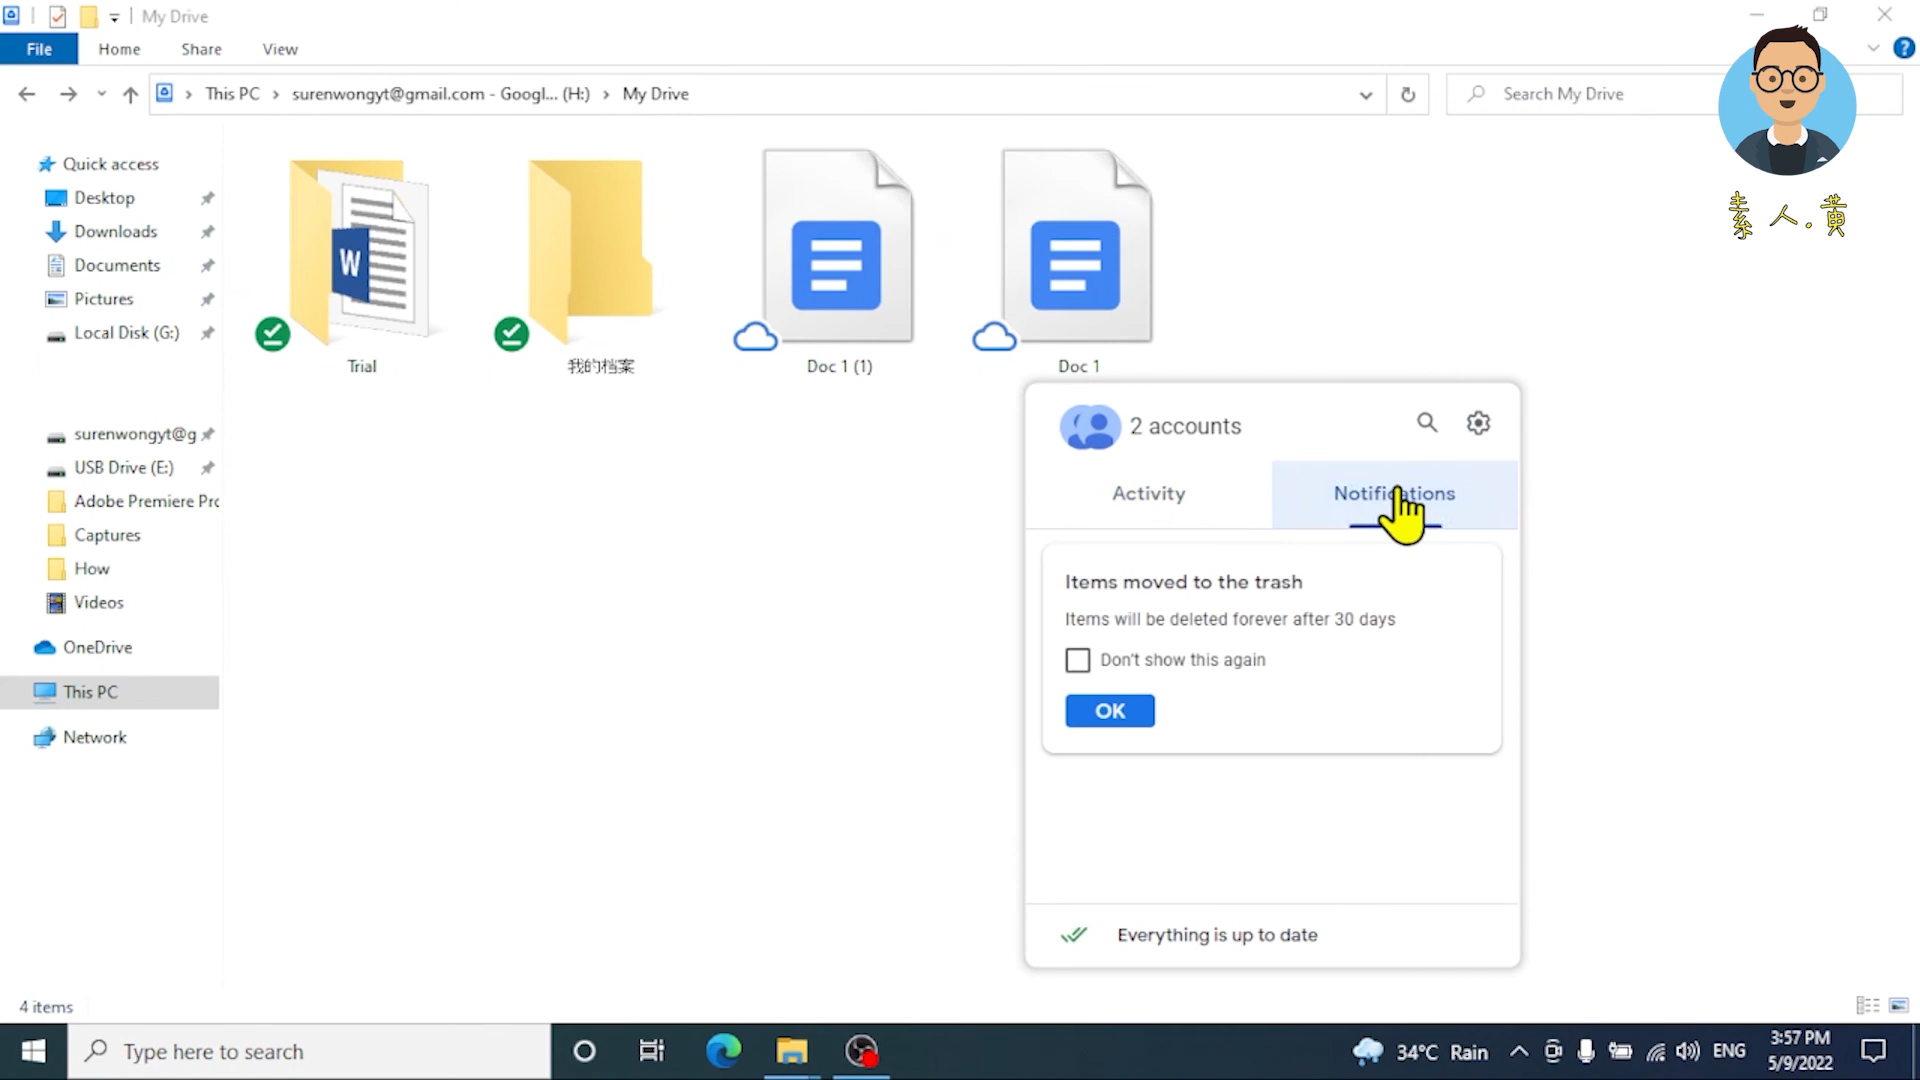 My Drive
File Home Share View
This PC > surenwongyt@gmail.com - Googl... (H:) > My Drive
Search My Drive
素人.黄
Quick access
Desktop
Downloads
Documents
Pictures
Local Disk (G:)
surenwongyt@g
USB Drive (E:)
Adobe Premiere Pro
Captures
How
Videos
OneDrive
This PC
Network
W
Trial
我的档案
Doc 1 (1)
Doc 1
2 accounts
Activity
Notifications
Items moved to the trash
Items will be deleted forever after 30 days
Don't show this again
OK
Everything is up to date
4 items
Type here to search
34°C Rain
ENG
3:57 PM
5/9/2022